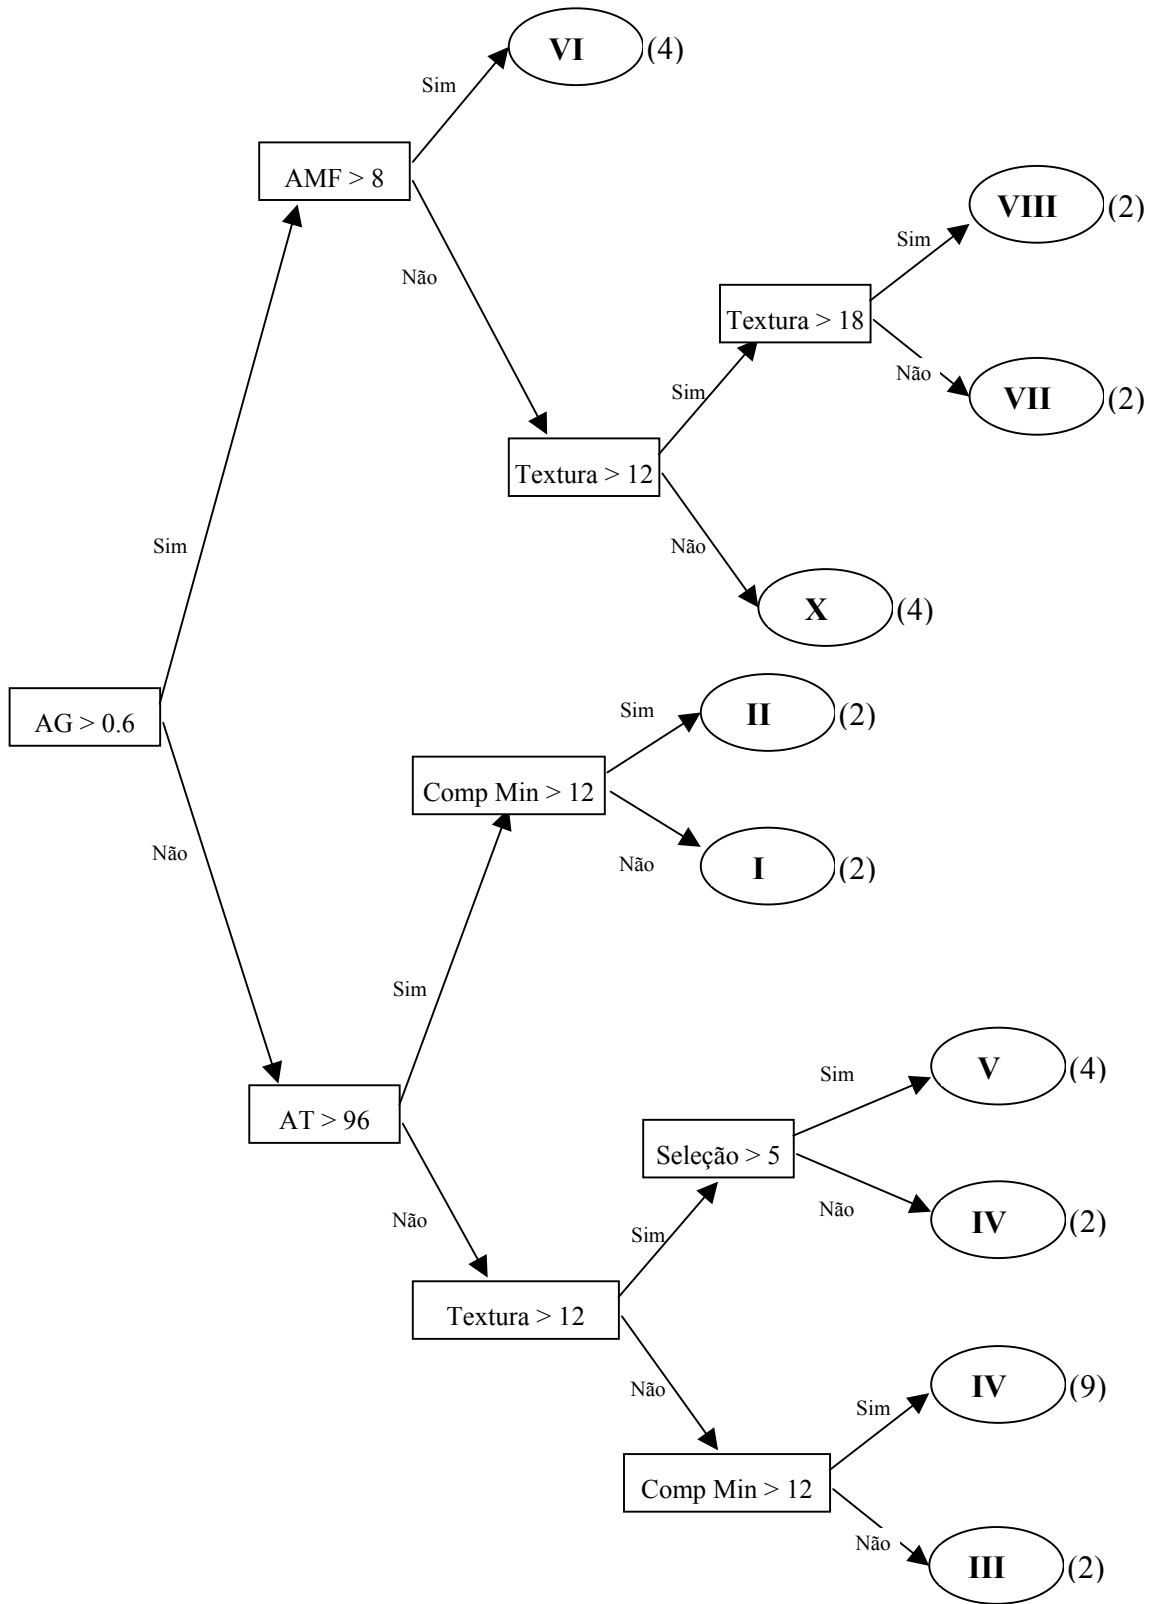 VI (4)
Sim
AMF > 8
Não
VIII (2)
Sim
Textura > 18
Não
VII (2)
Sim
Textura > 12
Não
X (4)
Sim
AG > 0.6
Não
Sim
II (2)
Comp Min > 12
Não
I (2)
Sim
AT > 96
Não
Sim
V (4)
Seleção > 5
Não
IV (2)
Sim
Textura > 12
Não
Sim
IV (9)
Comp Min > 12
Não
III (2)